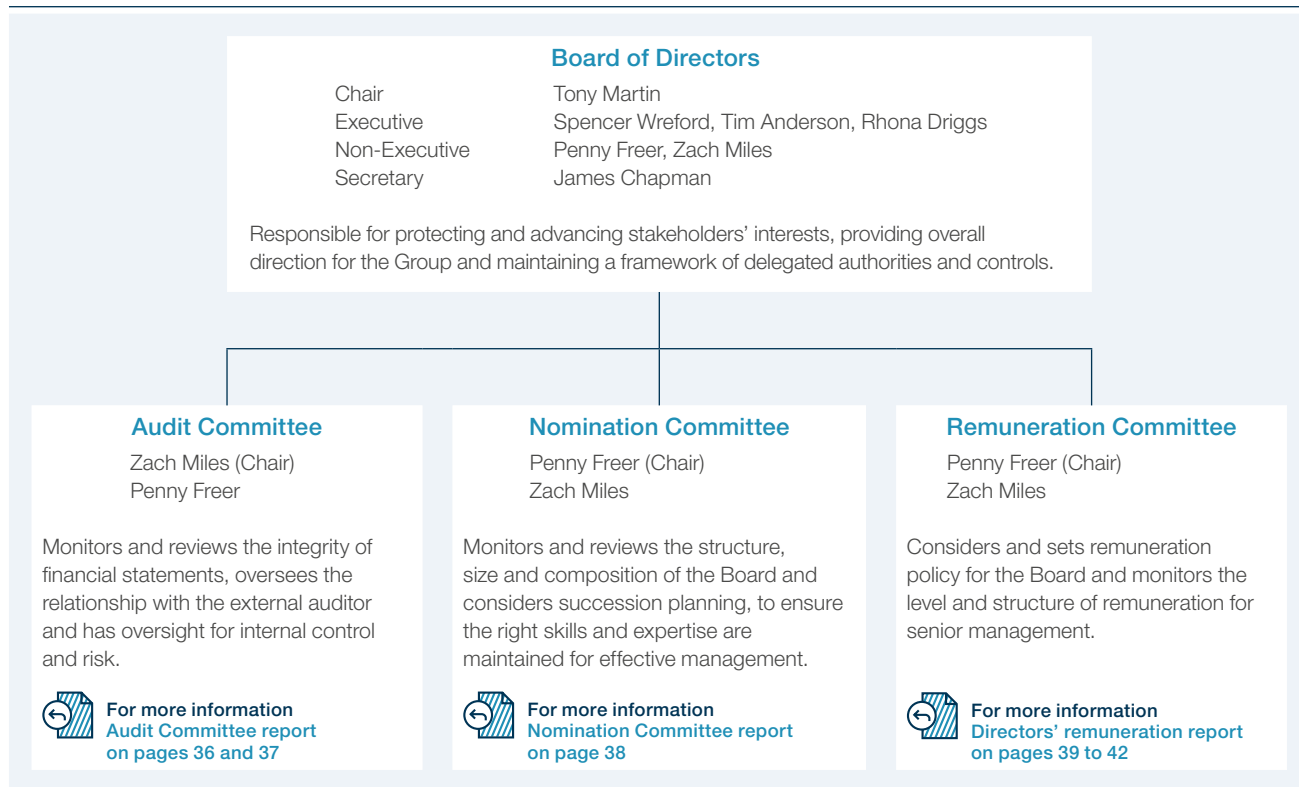 Board of Directors
Chair Tony Martin
Executive Spencer Wreford, Tim Anderson, Rhona Driggs
Non-Executive Penny Freer, Zach Miles
Secretary James Chapman
Responsible for protecting and advancing stakeholders’ interests, providing overall
direction for the Group and maintaining a framework of delegated authorities and controls.
Audit Committee
Zach Miles (Chair)
Penny Freer
Monitors and reviews the integrity of
financial statements, oversees the
relationship with the external auditor
and has oversight for internal control
and risk.
For more information
Audit Committee report
on pages 36 and 37
Nomination Committee
Penny Freer (Chair)
Zach Miles
Monitors and reviews the structure,
size and composition of the Board and
considers succession planning, to ensure
the right skills and expertise are
maintained for effective management.
For more information
Nomination Committee report
on page 38
Remuneration Committee
Penny Freer (Chair)
Zach Miles
Considers and sets remuneration
policy for the Board and monitors the
level and structure of remuneration for
senior management.
For more information
Directors’ remuneration report
on pages 39 to 42